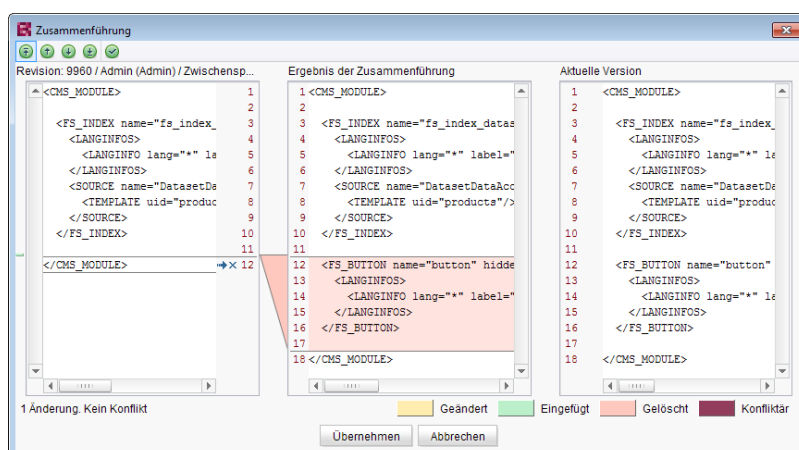 Zusammenführung
Revision: 9960 / Admin (Admin) / Zwischensp...
<CMS_MODULE> 1
2
<FS_INDEX name="fs_index_ 3
<LANGINFOS> 4
<LANGINFO lang="*" la 5
</LANGINFOS> 6
<SOURCE name="DatasetDa 7
<TEMPLATE uid="produc 8
</SOURCE> 9
</FS_INDEX> 10
11
</CMS_MODULE> 12
Ergebnis der Zusammenführung
1 <CMS_MODULE>
2
3 <FS_INDEX name="fs_index_datas
4 <LANGINFOS>
5 <LANGINFO lang="*" label="
6 </LANGINFOS>
7 <SOURCE name="DatasetDataAcc
8 <TEMPLATE uid="products"/>
9 </SOURCE>
10 </FS_INDEX>
11
12 <FS_BUTTON name="button" hidde
13 <LANGINFOS>
14 <LANGINFO lang="*" label="
15 </LANGINFOS>
16 </FS_BUTTON>
17
18 </CMS_MODULE>
Aktuelle Version
1 <CMS_MODULE>
2
3 <FS_INDEX name="fs_index_
4 <LANGINFOS>
5 <LANGINFO lang="*" la
6 </LANGINFOS>
7 <SOURCE name="DatasetDa
8 <TEMPLATE uid="produc
9 </SOURCE>
10 </FS_INDEX>
11
12 <FS_BUTTON name="button"
13 <LANGINFOS>
14 <LANGINFO lang="*" la
15 </LANGINFOS>
16 </FS_BUTTON>
17
18 </CMS_MODULE>
1 Änderung. Kein Konflikt
Geändert
Eingefügt
Gelöscht
Konfliktär
Übernehmen
Abbrechen